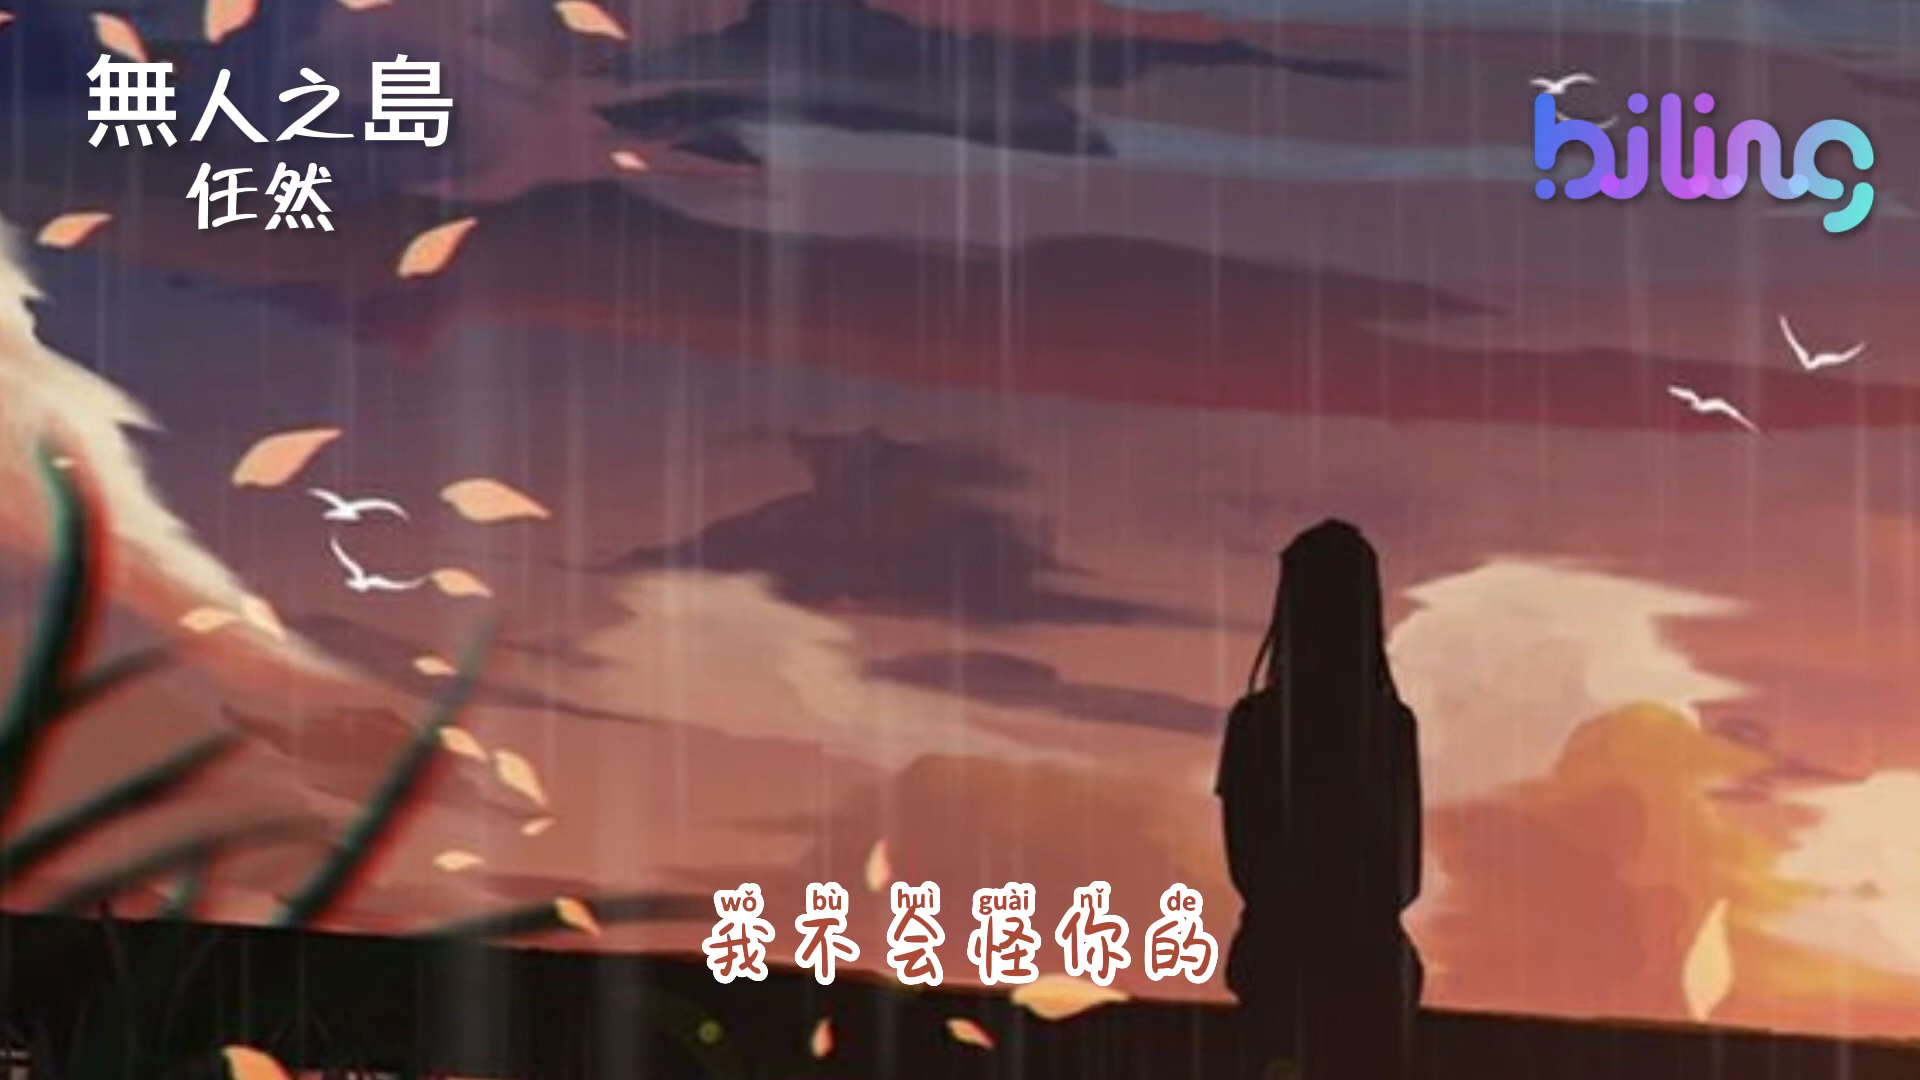 無人之島
任然
biling
wǒ bù huì guài nǐ de
我不会怪你的